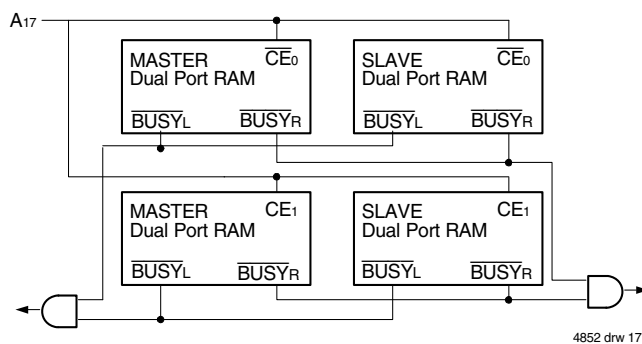 A17
MASTER CE0
Dual Port RAM
BUSYL BUSYR
SLAVE CE0
Dual Port RAM
BUSYL BUSYR
MASTER CE1
Dual Port RAM
BUSYL BUSYR
SLAVE CE1
Dual Port RAM
BUSYL BUSYR
4852 drw 17